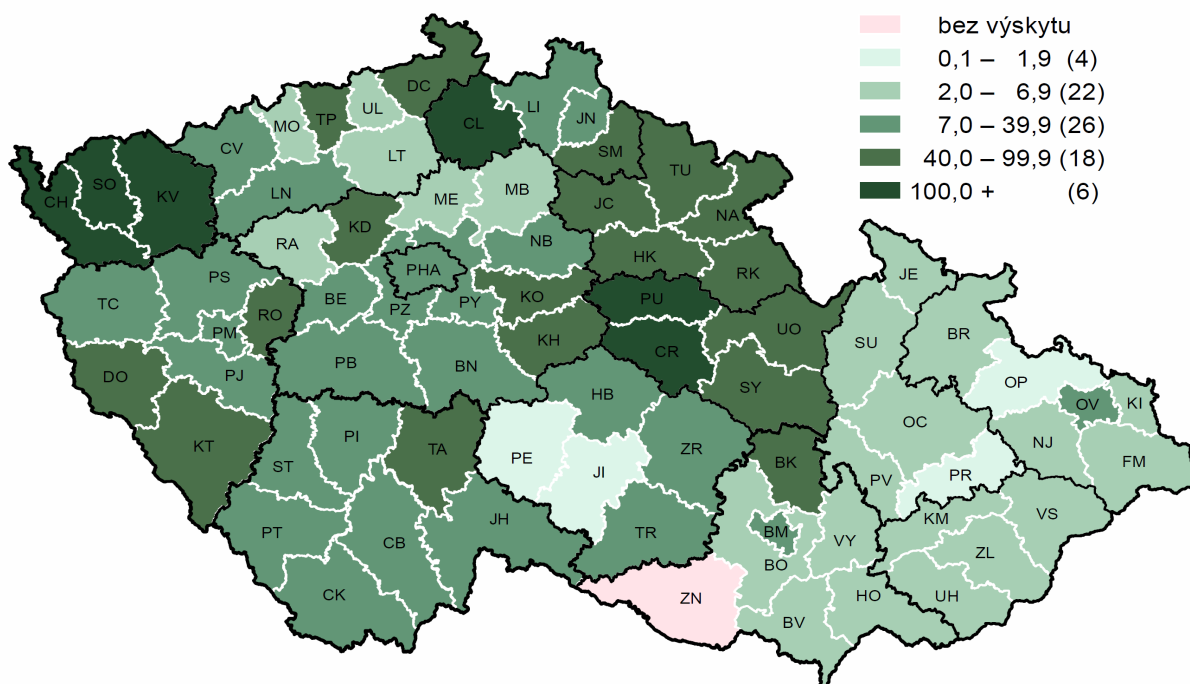 bez výskytu
0,1 – 1,9 (4)
2,0 – 6,9 (22)
7,0 – 39,9 (26)
40,0 – 99,9 (18)
100,0 + (6)
DC
LI
JN
UL
TP
MO
CL
CV
LT
SM
TU
SO
KV
CH
LN
ME
MB
JC
NA
RA
KD
NB
HK
RK
PHA
TC
PS
BE
PZ
PY
KO
PU
JE
RO
PM
UO
BR
SU
DO
PJ
PB
BN
KH
CR
SY
OP
OV
KI
HB
OC
NJ
FM
KT
ST
PI
TA
PE
JI
ZR
BK
PV
PR
KM
VS
PT
CB
JH
TR
BM
BO
VY
ZL
CK
ZN
BV
HO
UH